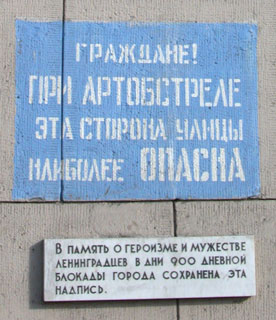 ГРАЖДАНЕ!
ПРИ АРТОБСТРЕЛЕ
ЭТА СТОРОНА УЛИЦЫ
НАИБОЛЕЕ ОПАСНА
В ПАМЯТЬ О ГЕРОИЗМЕ И МУЖЕСТВЕ
ЛЕНИНГРАДЦЕВ В ДНИ 900 ДНЕВНОЙ
БЛОКАДЫ ГОРОДА СОХРАНЕНА ЭТА
НАДПИСЬ.